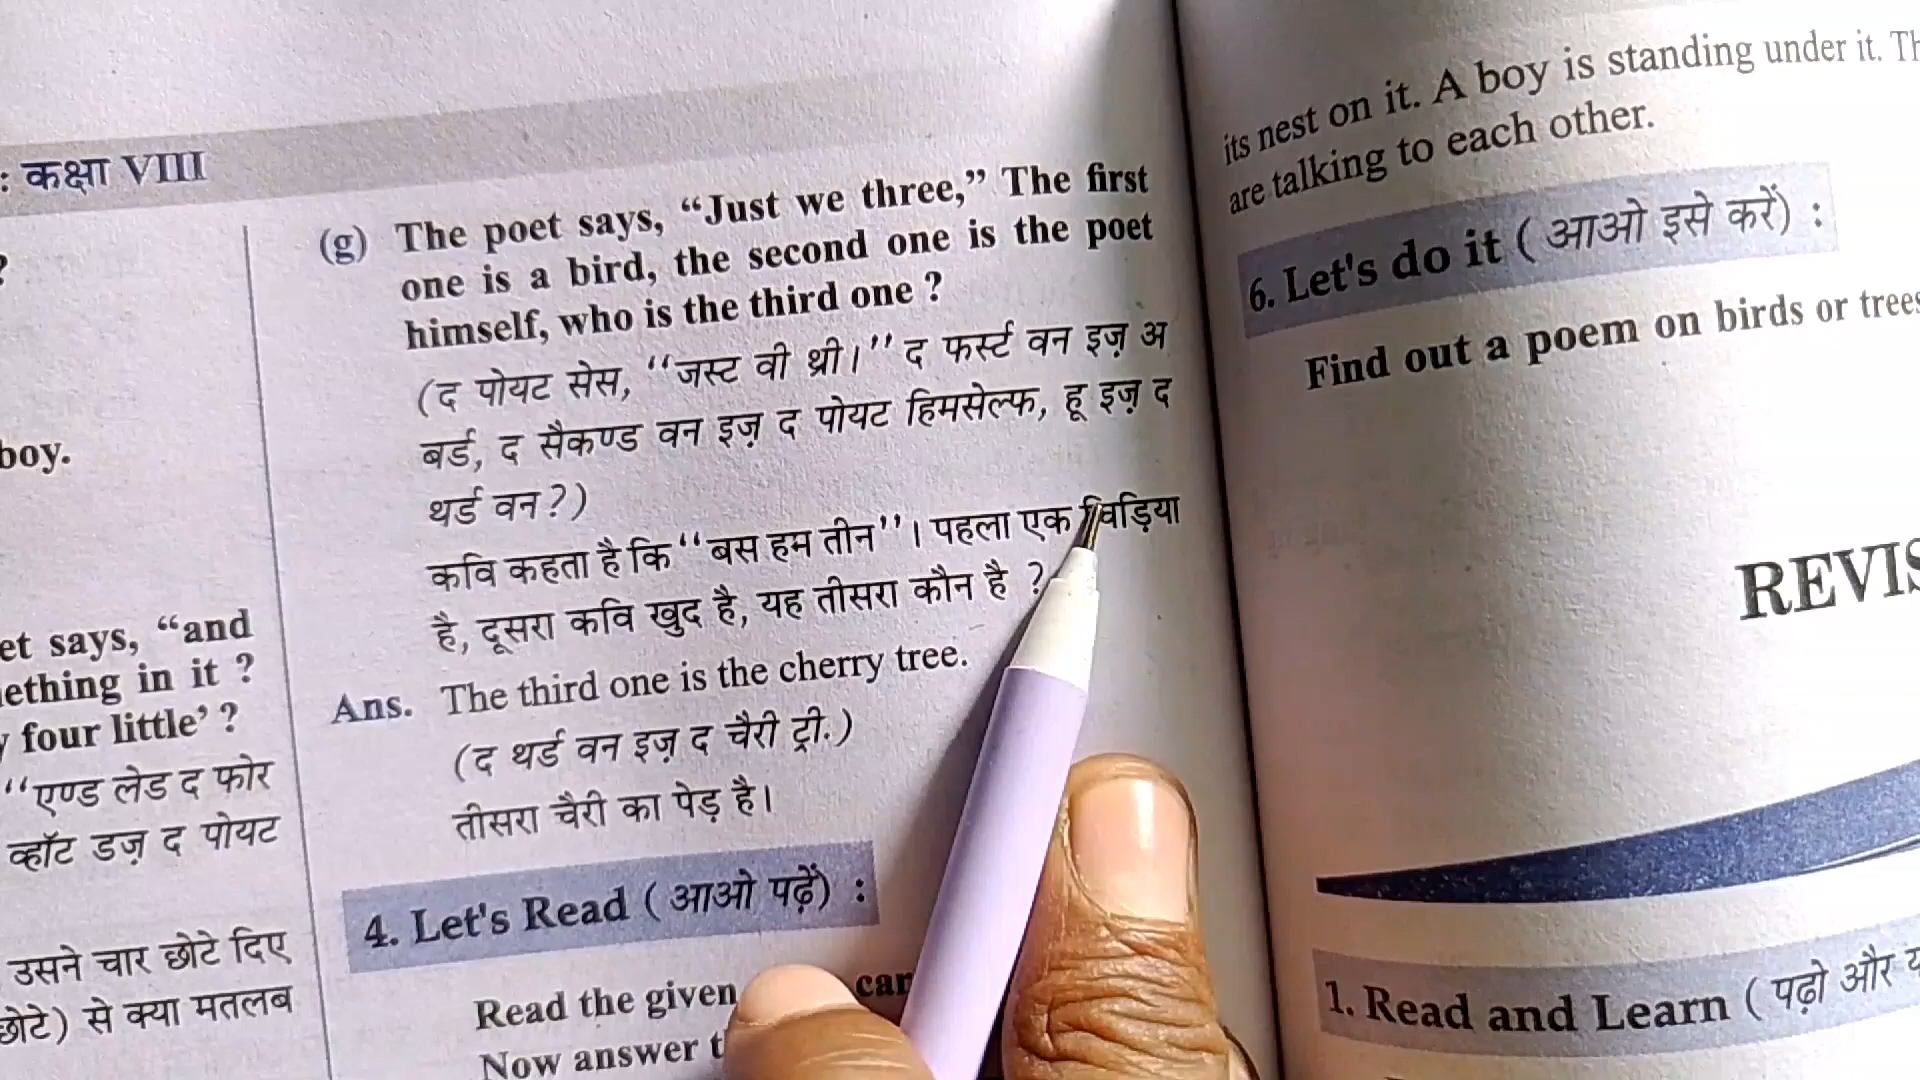 : कक्षा VIII
?
boy.
et says, “and
ething in it ?
four little’ ?
‘‘एण्ड लेड द फोर
व्हॉट डज़ द पोयट
उसने चार छोटे दिए
छोटे) से क्या मतलब
(g) The poet says, “Just we three,” The first
one is a bird, the second one is the poet
himself, who is the third one ?
(द पोयट सेस, ‘‘जस्ट वी थ्री।’’ द फर्स्ट वन इज़ अ
बर्ड, द सैकण्ड वन इज़ द पोयट हिमसेल्फ, हू इज़ द
थर्ड वन?)
कवि कहता है कि ‘‘बस हम तीन’’। पहला एक चिड़िया
है, दूसरा कवि खुद है, यह तीसरा कौन है ?
Ans. The third one is the cherry tree.
(द थर्ड वन इज़ द चैरी ट्री.)
तीसरा चैरी का पेड़ है।
4. Let's Read ( आओ पढ़ें) :
Read the given car
Now answer t
its nest on it. A boy is standing under it. Th
are talking to each other.
6. Let's do it ( आओ इसे करें) :
Find out a poem on birds or trees
REVIS
1. Read and Learn ( पढ़ो और य